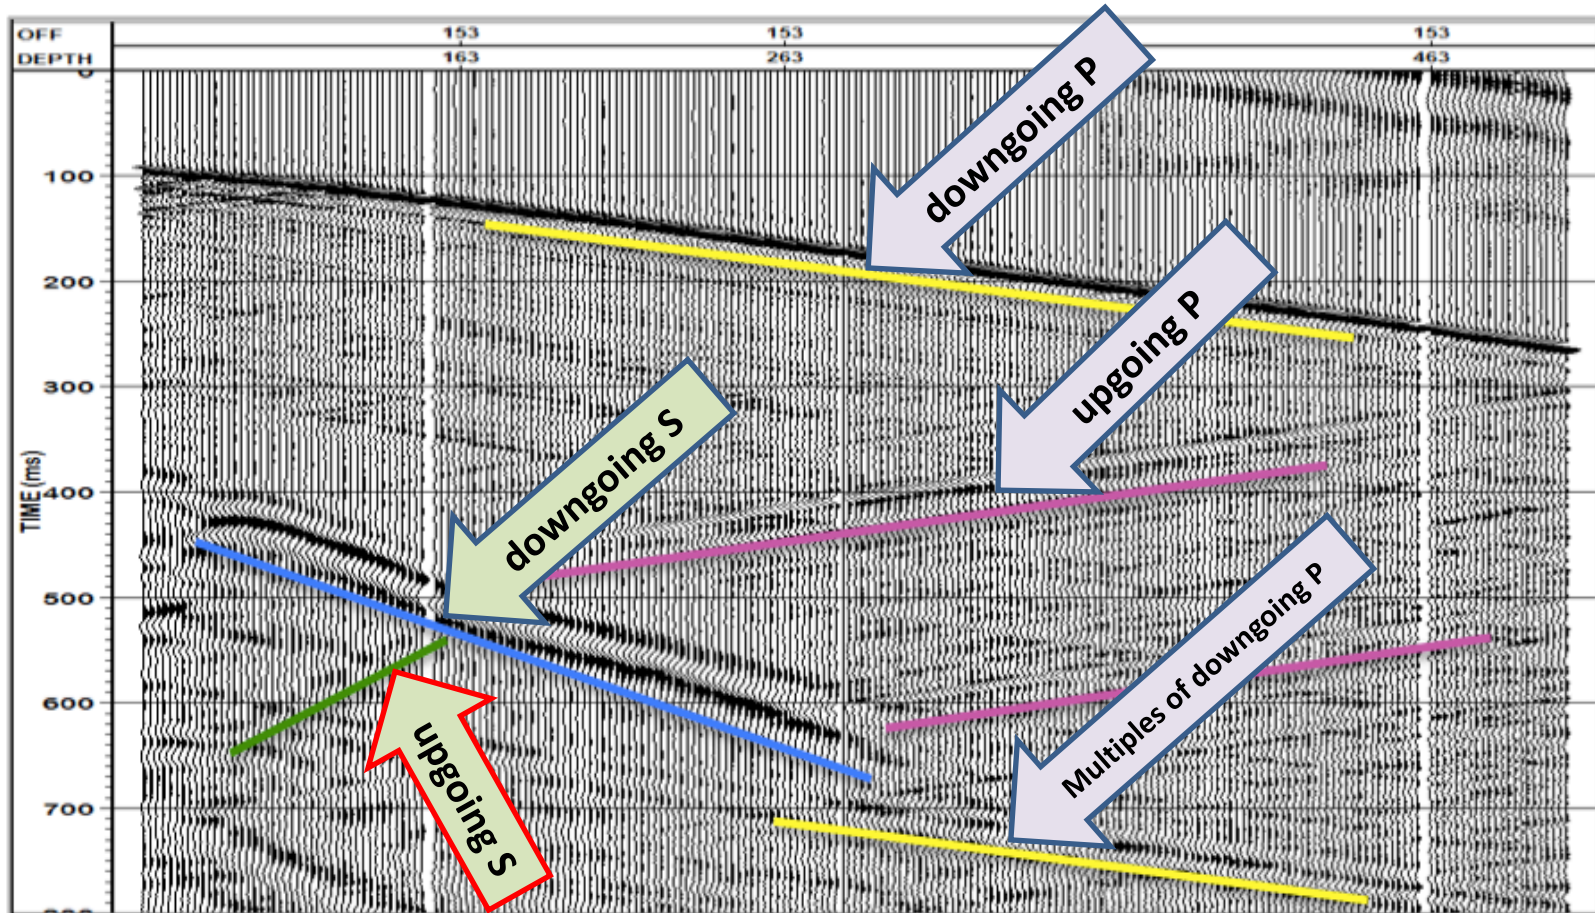 OFF 153 153 153
DEPTH 163 263 463
0
100
200
300
400
500
600
700
TIME (ms)
downgoing P
upgoing P
downgoing S
Multiples of downgoing P
upgoing S